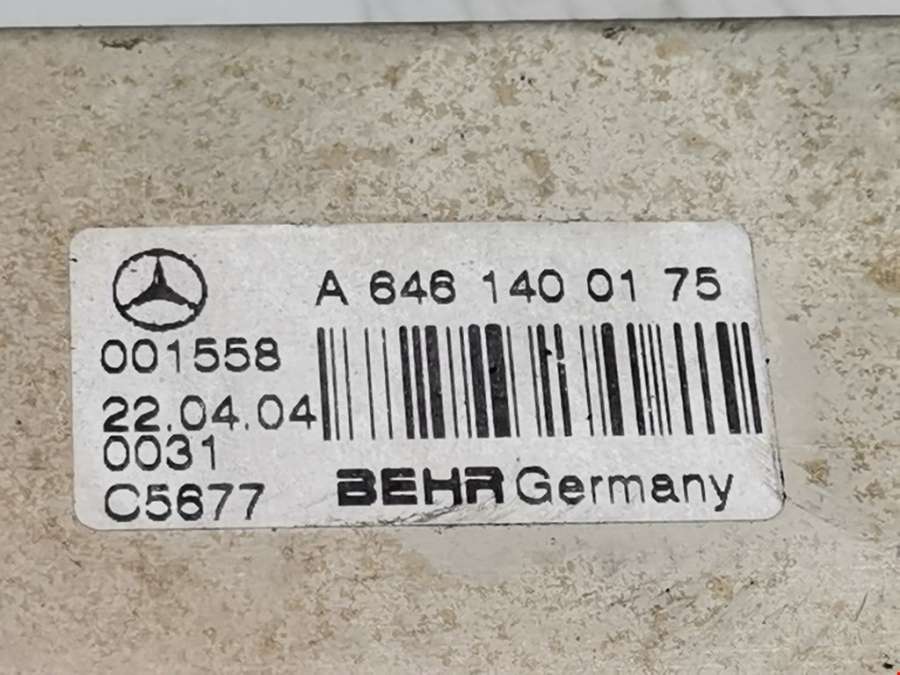 A 646 140 01 75
001558
22.04.04
0031
C5677
BEHR Germany